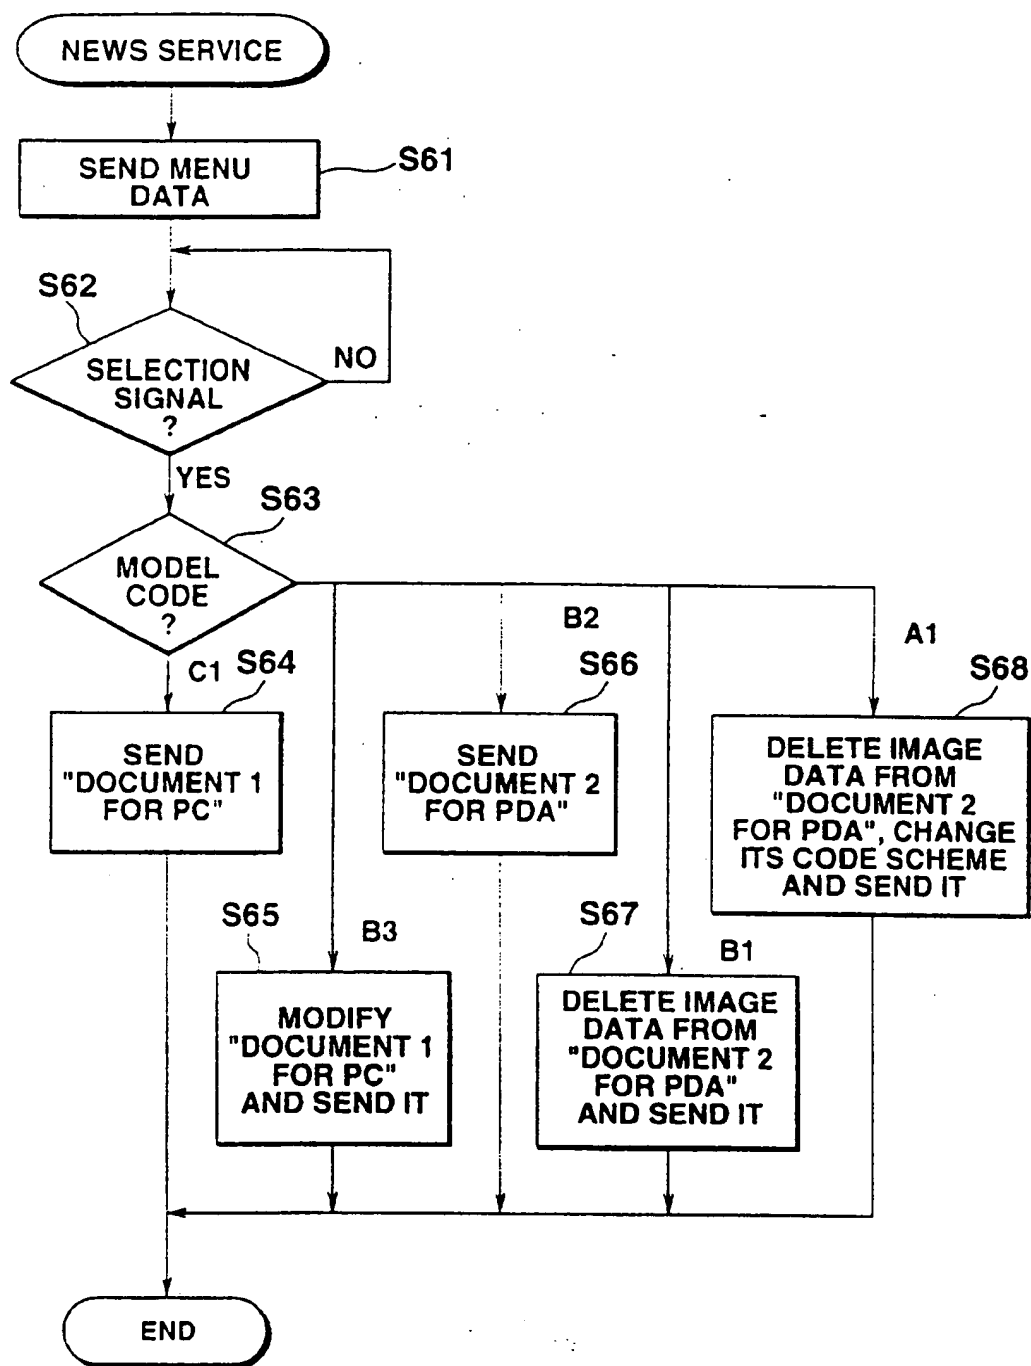 NEWS SERVICE
SEND MENU
DATA
S61
S62
SELECTION
SIGNAL
?
NO
YES
S63
MODEL
CODE
?
C1
S64
SEND
"DOCUMENT 1
FOR PC"
B2
S66
SEND
"DOCUMENT 2
FOR PDA"
A1
S68
DELETE IMAGE
DATA FROM
"DOCUMENT 2
FOR PDA", CHANGE
ITS CODE SCHEME
AND SEND IT
S65
B3
MODIFY
"DOCUMENT 1
FOR PC"
AND SEND IT
S67
B1
DELETE IMAGE
DATA FROM
"DOCUMENT 2
FOR PDA"
AND SEND IT
END